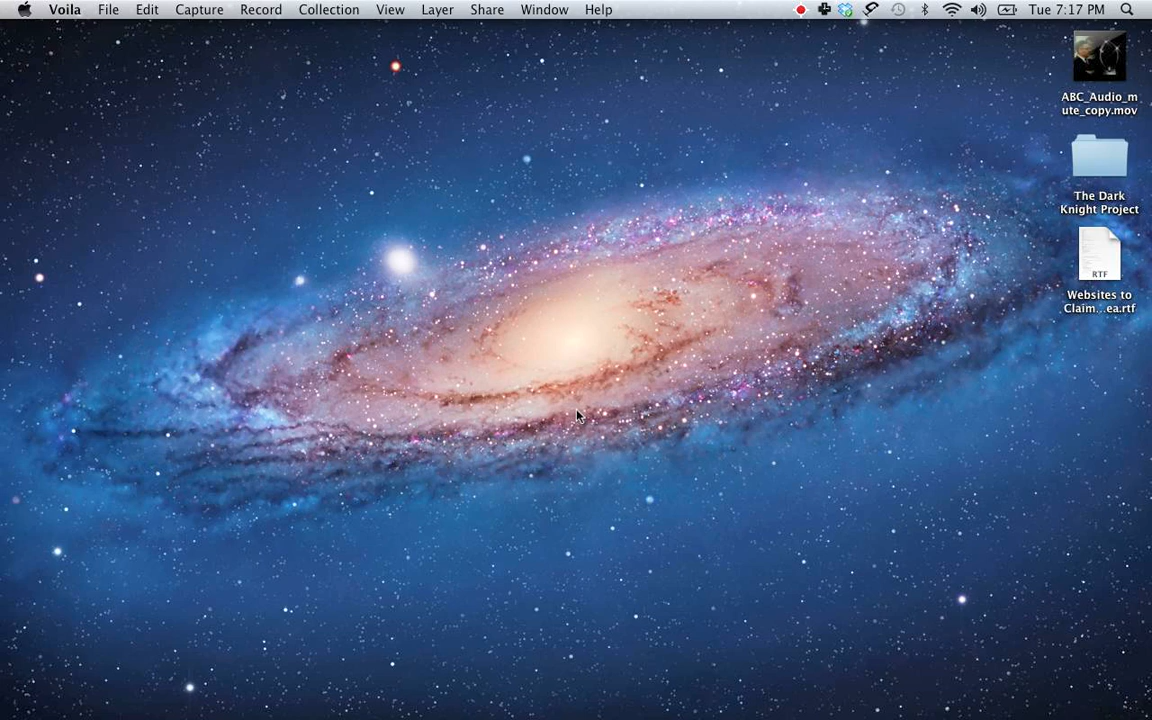 Voila File Edit Capture Record Collection View Layer Share Window Help Tue 7:17 PM
ABC_Audio_m
ute_copy.mov
The Dark
Knight Project
RTF
Websites to
Claim...ea.rtf